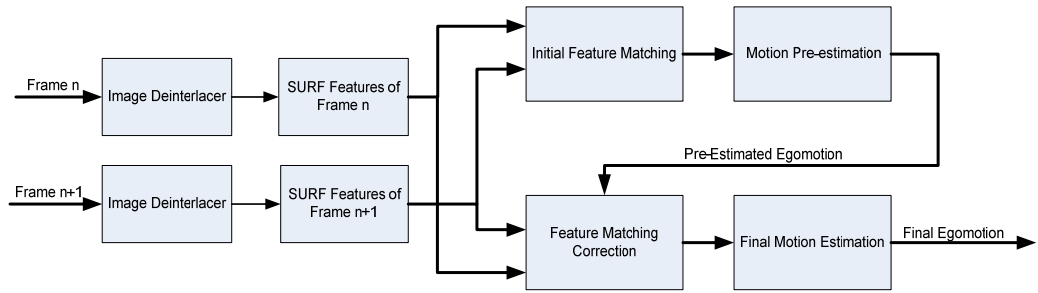 Frame n
Image Deinterlacer
SURF Features of
Frame n
Initial Feature Matching
Motion Pre-estimation
Pre-Estimated Egomotion
Frame n+1
Image Deinterlacer
SURF Features of
Frame n+1
Feature Matching
Correction
Final Motion Estimation
Final Egomotion